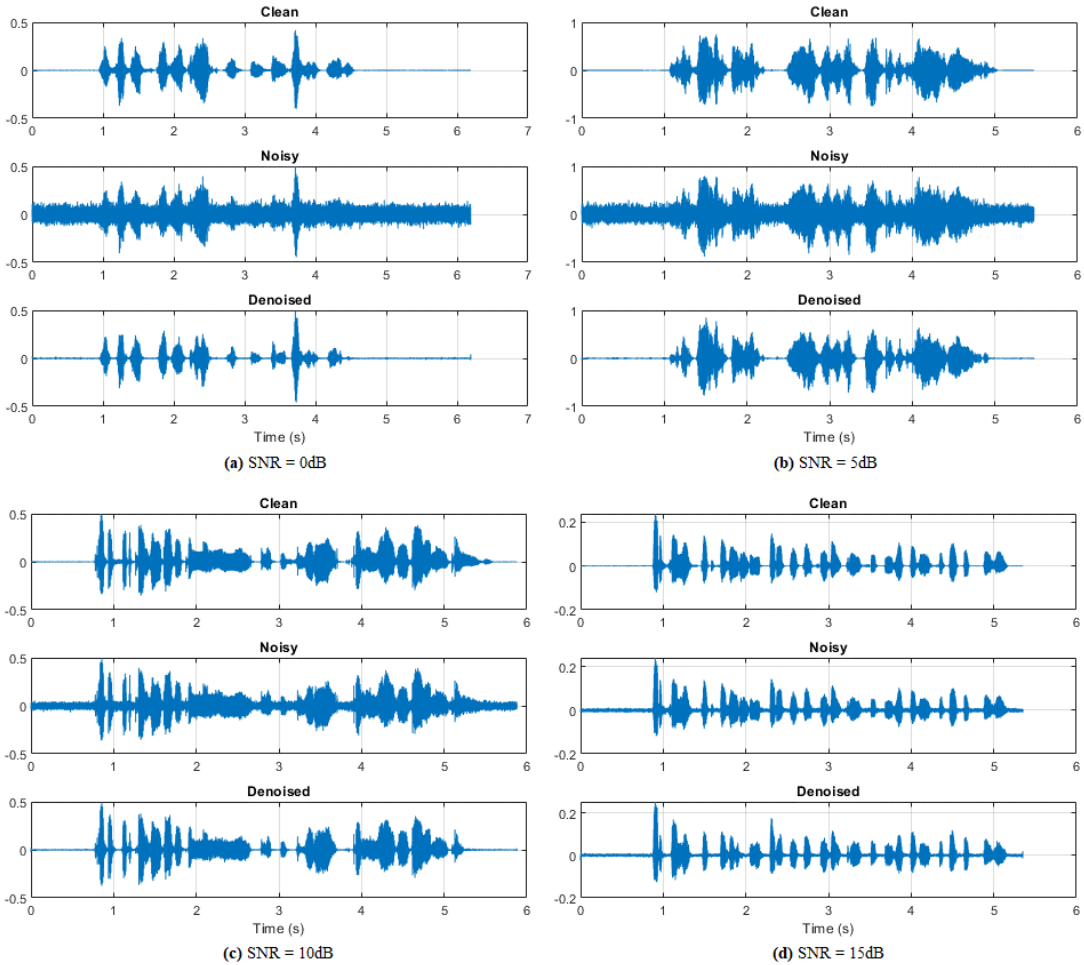 Clean
0.5
0
-0.5
0 1 2 3 4 5 6 7
Noisy
0.5
0
-0.5
0 1 2 3 4 5 6 7
Denoised
0.5
0
-0.5
0 1 2 3 4 5 6 7
Time (s)
(a) SNR = 0dB
Clean
1
0
-1
0 1 2 3 4 5 6
Noisy
1
0
-1
0 1 2 3 4 5 6
Denoised
1
0
-1
0 1 2 3 4 5 6
Time (s)
(b) SNR = 5dB
Clean
0.5
0
-0.5
0 1 2 3 4 5 6
Noisy
0.5
0
-0.5
0 1 2 3 4 5 6
Denoised
0.5
0
-0.5
0 1 2 3 4 5 6
Time (s)
(c) SNR = 10dB
Clean
0.2
0
-0.2
0 1 2 3 4 5 6
Noisy
0.2
0
-0.2
0 1 2 3 4 5 6
Denoised
0.2
0
-0.2
0 1 2 3 4 5 6
Time (s)
(d) SNR = 15dB